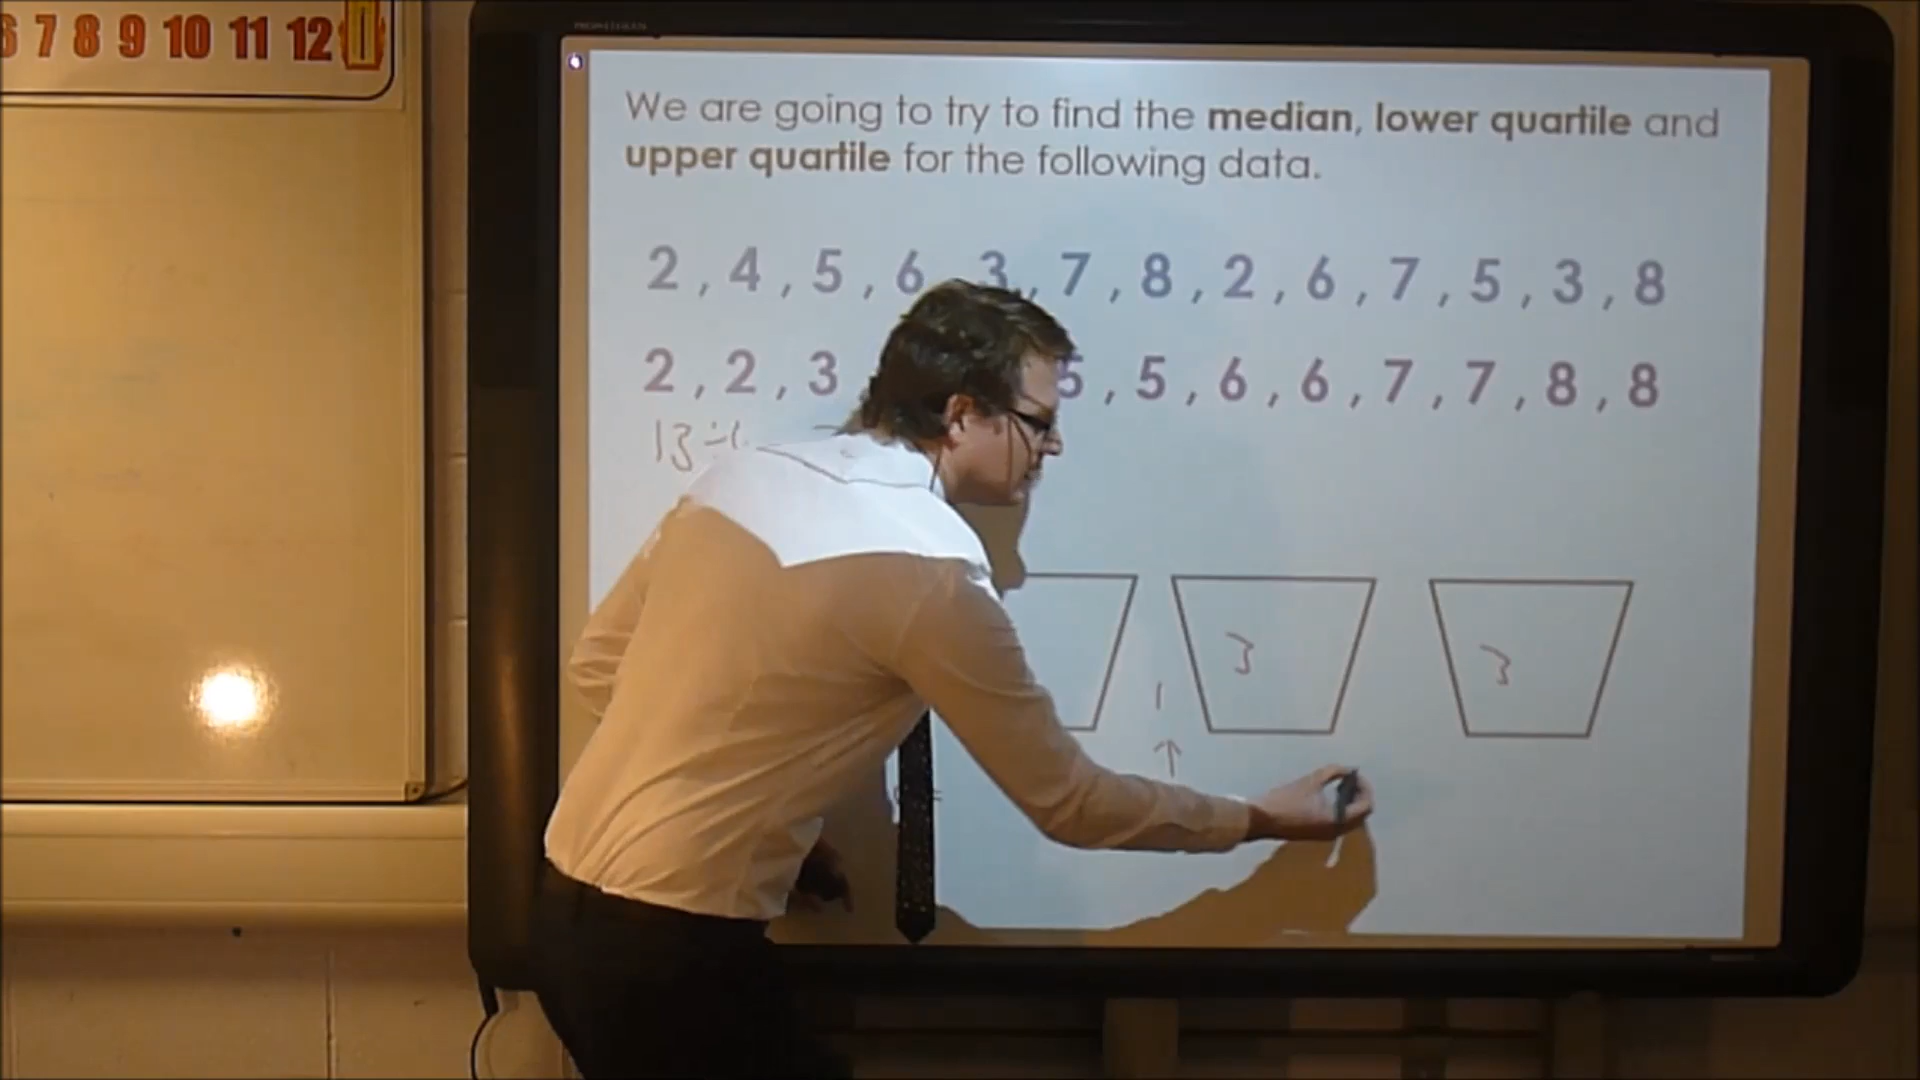 6 7 8 9 10 11 12
PROMETHEAN
We are going to try to find the median, lower quartile and
upper quartile for the following data.
2 , 4 , 5 , 6 , 3 , 7 , 8 , 2 , 6 , 7 , 5 , 3 , 8
2 , 2 , 3 , 5 , 5 , 6 , 6 , 7 , 7 , 8 , 8
13 ÷
3 3
1